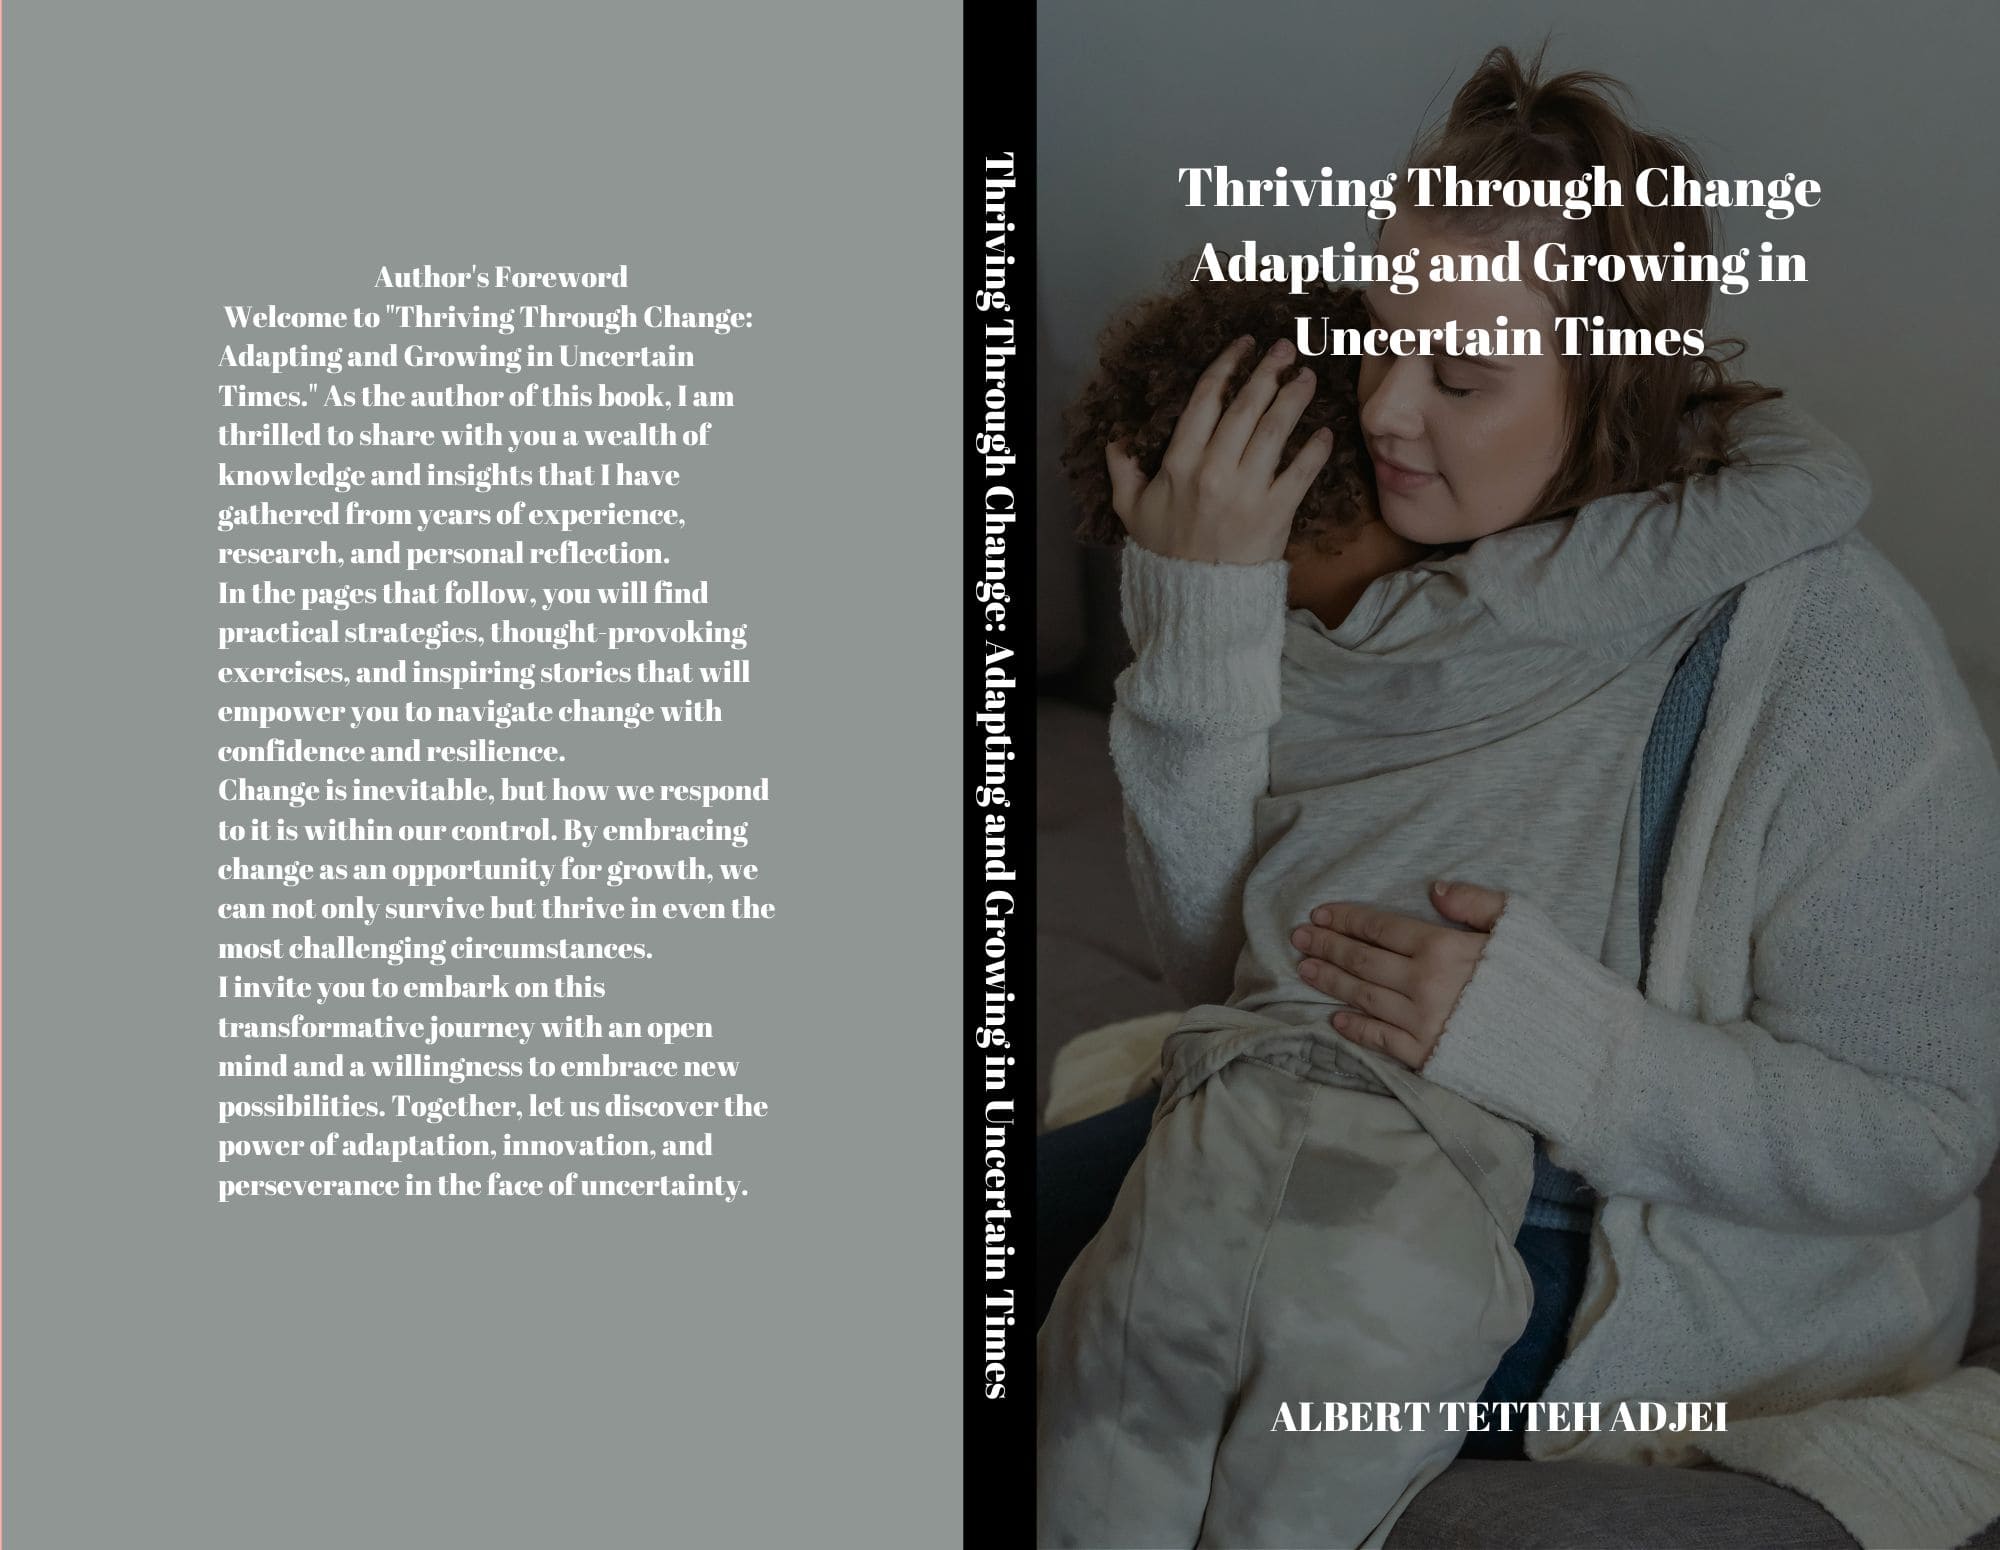 Author's Foreword
Welcome to "Thriving Through Change:
Adapting and Growing in Uncertain
Times." As the author of this book, I am
thrilled to share with you a wealth of
knowledge and insights that I have
gathered from years of experience,
research, and personal reflection.
In the pages that follow, you will find
practical strategies, thought-provoking
exercises, and inspiring stories that will
empower you to navigate change with
confidence and resilience.
Change is inevitable, but how we respond
to it is within our control. By embracing
change as an opportunity for growth, we
can not only survive but thrive in even the
most challenging circumstances.
I invite you to embark on this
transformative journey with an open
mind and a willingness to embrace new
possibilities. Together, let us discover the
power of adaptation, innovation, and
perseverance in the face of uncertainty.
Thriving Through Change: Adapting and Growing in Uncertain Times
Thriving Through Change
Adapting and Growing in
Uncertain Times
ALBERT TETTEH ADJEI